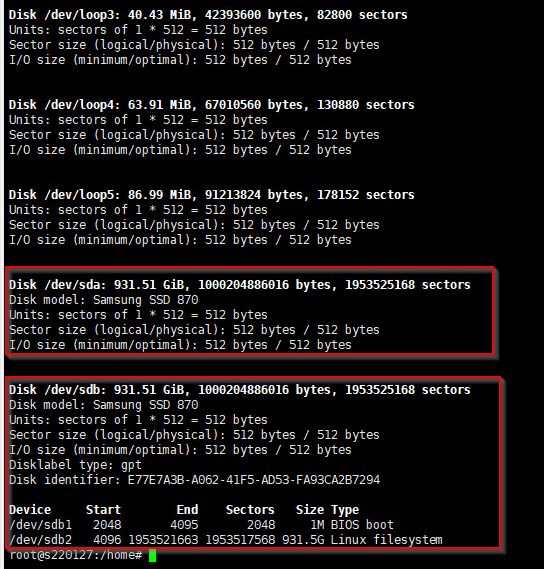 Disk /dev/loop3: 40.43 MiB, 42393600 bytes, 82800 sectors
Units: sectors of 1 * 512 = 512 bytes
Sector size (logical/physical): 512 bytes / 512 bytes
I/O size (minimum/optimal): 512 bytes / 512 bytes
Disk /dev/loop4: 63.91 MiB, 67010560 bytes, 130880 sectors
Units: sectors of 1 * 512 = 512 bytes
Sector size (logical/physical): 512 bytes / 512 bytes
I/O size (minimum/optimal): 512 bytes / 512 bytes
Disk /dev/loop5: 86.99 MiB, 91213824 bytes, 178152 sectors
Units: sectors of 1 * 512 = 512 bytes
Sector size (logical/physical): 512 bytes / 512 bytes
I/O size (minimum/optimal): 512 bytes / 512 bytes
Disk /dev/sda: 931.51 GiB, 1000204886016 bytes, 1953525168 sectors
Disk model: Samsung SSD 870
Units: sectors of 1 * 512 = 512 bytes
Sector size (logical/physical): 512 bytes / 512 bytes
I/O size (minimum/optimal): 512 bytes / 512 bytes
Disk /dev/sdb: 931.51 GiB, 1000204886016 bytes, 1953525168 sectors
Disk model: Samsung SSD 870
Units: sectors of 1 * 512 = 512 bytes
Sector size (logical/physical): 512 bytes / 512 bytes
I/O size (minimum/optimal): 512 bytes / 512 bytes
Disklabel type: gpt
Disk identifier: E77E7A3B-A062-41F5-AD53-FA93CA2B7294
Device Start End Sectors Size Type
/dev/sdb1 2048 4095 2048 1M BIOS boot
/dev/sdb2 4096 1953521663 1953517568 931.5G Linux filesystem
root@s220127:/home#